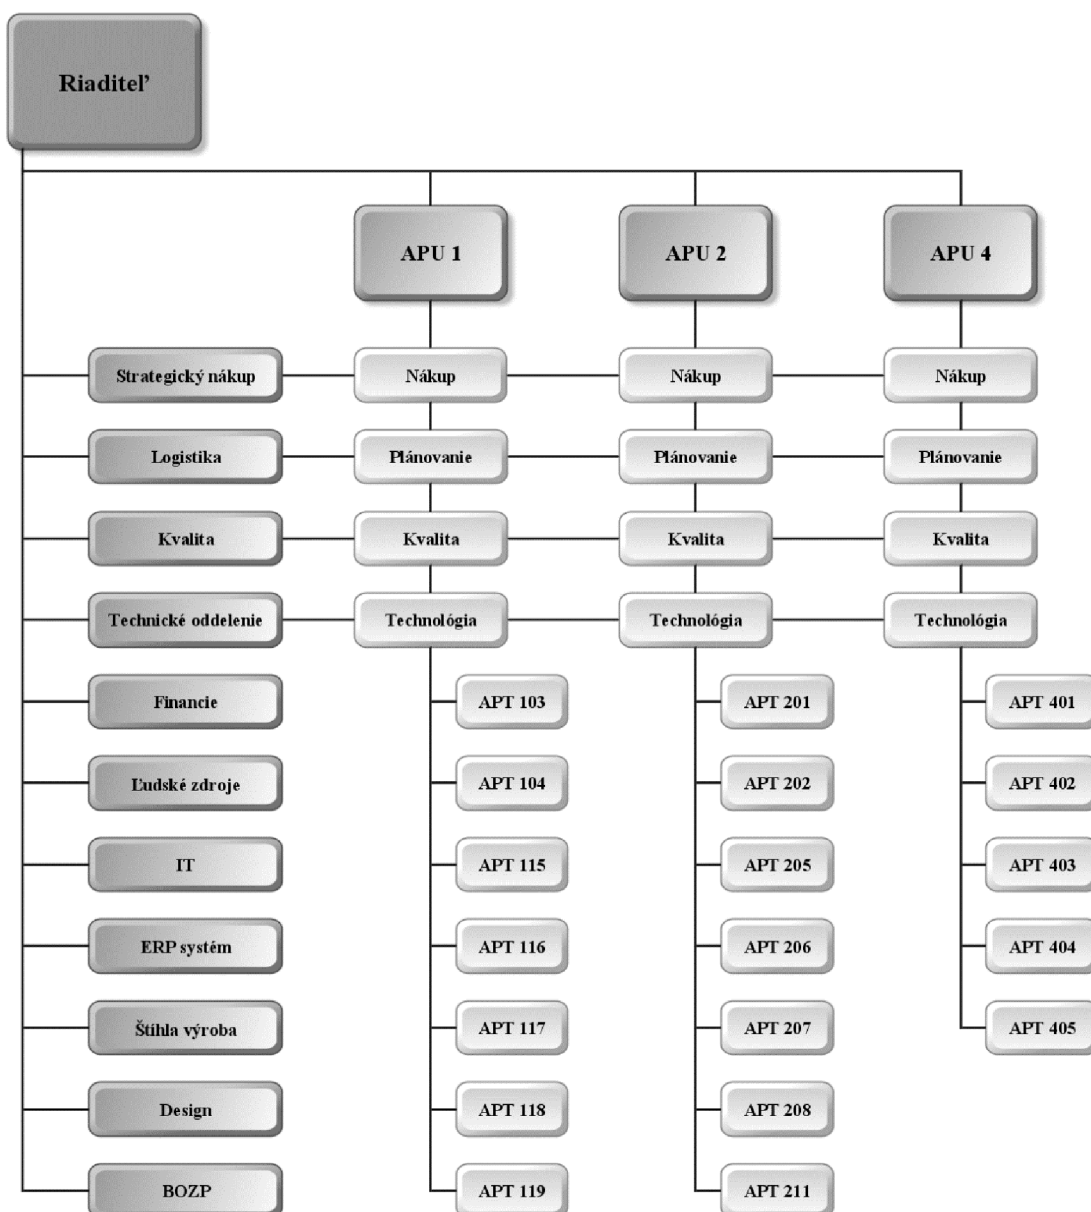 Riaditeľ
APU 1
APU 2
APU 4
Strategický nákup
Nákup
Nákup
Nákup
Logistika
Plánovanie
Plánovanie
Plánovanie
Kvalita
Kvalita
Kvalita
Kvalita
Technické oddelenie
Technológia
Technológia
Technológia
Financie
APT 103
APT 201
APT 401
Ľudské zdroje
APT 104
APT 202
APT 402
IT
APT 115
APT 205
APT 403
ERP systém
APT 116
APT 206
APT 404
Štíhla výroba
APT 117
APT 207
APT 405
Design
APT 118
APT 208
BOZP
APT 119
APT 211